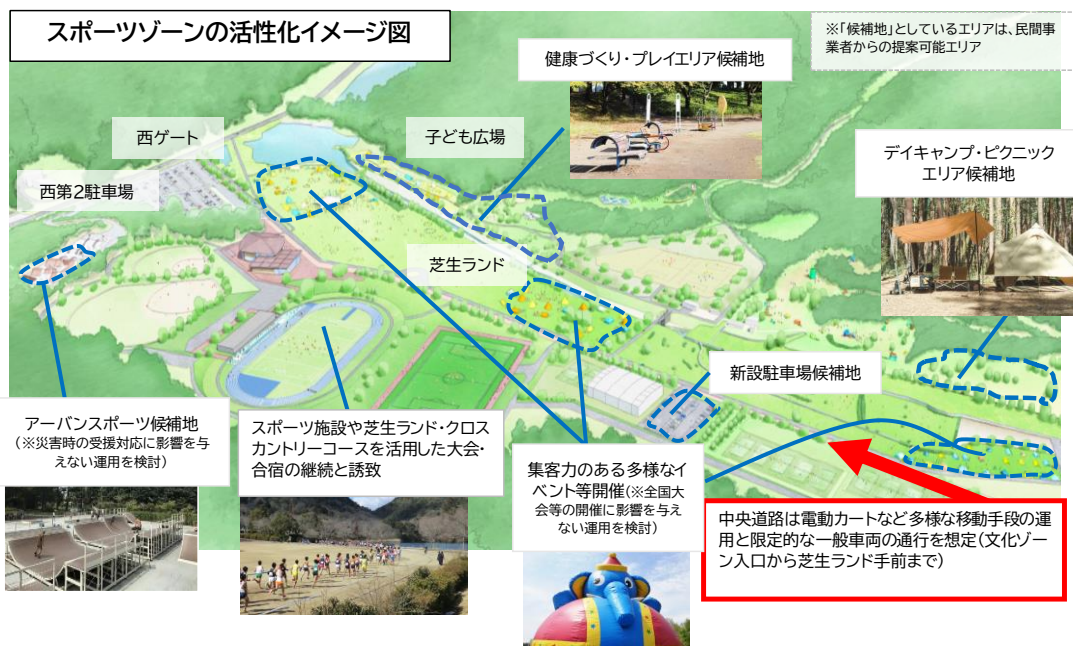 スポーツゾーンの活性化イメージ図
※「候補地」としているエリアは、民間事
業者からの提案可能エリア
健康づくり・プレイエリア候補地
西ゲート
子ども広場
デイキャンプ・ピクニック
エリア候補地
西第2駐車場
芝生ランド
新設駐車場候補地
アーバンスポーツ候補地
(※災害時の受援対応に影響を与
えない運用を検討)
スポーツ施設や芝生ランド・クロス
カントリーコースを活用した大会・
合宿の継続と誘致
集客力のある多様なイ
ベント等開催(※全国大
会等の開催に影響を与え
ない運用を検討)
中央道路は電動カートなど多様な移動手段の運
用と限定的な一般車両の通行を想定(文化ゾー
ン入口から芝生ランド手前まで)